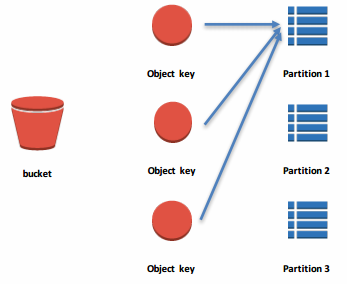 Object key
Partition 1
bucket
Object key
Partition 2
Object key
Partition 3